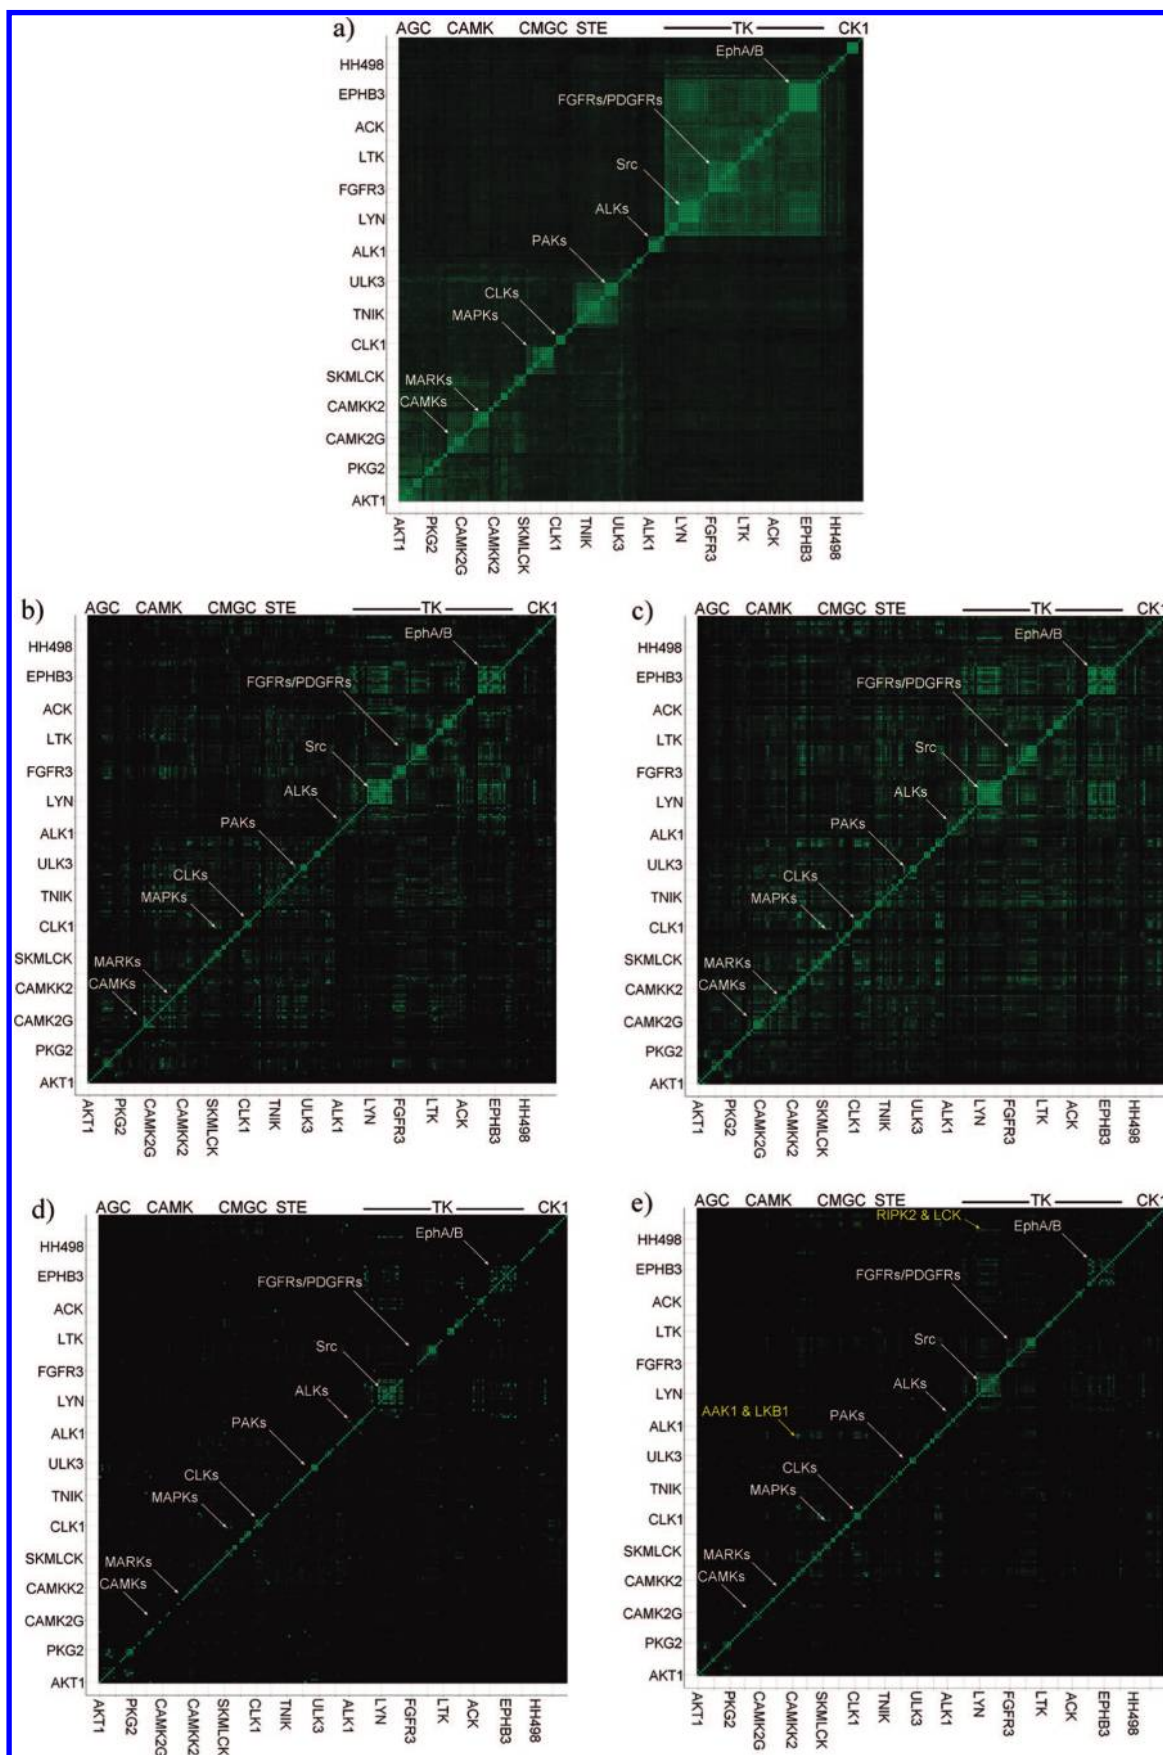 a)
AGC CAMK CMGC STE TK CK1
EphA/B
HH498
EPHB3
FGFRs/PDGFRs
ACK
LTK
Src
FGFR3
ALKs
LYN
PAKs
ALK1
ULK3
CLKs
TNIK
MAPKs
CLK1
MARKs
SKMLCK
CAMKs
CAMKK2
CAMK2G
PKG2
AKT1
AKT1 PKG2 CAMK2G CAMKK2 SKMLCK CLK1 TNIK ULK3 ALK1 LYN FGFR3 LTK ACK EPHB3 HH498
b)
AGC CAMK CMGC STE TK CK1
EphA/B
HH498
EPHB3
FGFRs/PDGFRs
ACK
LTK
Src
FGFR3
ALKs
LYN
PAKs
ALK1
ULK3
CLKs
TNIK
MAPKs
CLK1
SKMLCK
MARKs
CAMKs
CAMKK2
CAMK2G
PKG2
AKT1
AKT1 PKG2 CAMK2G CAMKK2 SKMLCK CLK1 TNIK ULK3 ALK1 LYN FGFR3 LTK ACK EPHB3 HH498
c)
AGC CAMK CMGC STE TK CK1
EphA/B
HH498
EPHB3
FGFRs/PDGFRs
ACK
LTK
Src
FGFR3
ALKs
LYN
PAKs
ALK1
ULK3
CLKs
TNIK
MAPKs
CLK1
SKMLCK
MARKs
CAMKs
CAMKK2
CAMK2G
PKG2
AKT1
AKT1 PKG2 CAMK2G CAMKK2 SKMLCK CLK1 TNIK ULK3 ALK1 LYN FGFR3 LTK ACK EPHB3 HH498
d)
AGC CAMK CMGC STE TK CK1
EphA/B
HH498
EPHB3
FGFRs/PDGFRs
ACK
LTK
Src
FGFR3
ALKs
LYN
PAKs
ALK1
ULK3
CLKs
TNIK
MAPKs
CLK1
SKMLCK
MARKs
CAMKs
CAMKK2
CAMK2G
PKG2
AKT1
AKT1 PKG2 CAMK2G CAMKK2 SKMLCK CLK1 TNIK ULK3 ALK1 LYN FGFR3 LTK ACK EPHB3 HH498
e)
AGC CAMK CMGC STE TK CK1
RIPK2 & LCK
EphA/B
HH498
EPHB3
FGFRs/PDGFRs
ACK
LTK
Src
FGFR3
ALKs
LYN
AAK1 & LKB1
PAKs
ALK1
ULK3
CLKs
TNIK
MAPKs
CLK1
SKMLCK
MARKs
CAMKs
CAMKK2
CAMK2G
PKG2
AKT1
AKT1 PKG2 CAMK2G CAMKK2 SKMLCK CLK1 TNIK ULK3 ALK1 LYN FGFR3 LTK ACK EPHB3 HH498